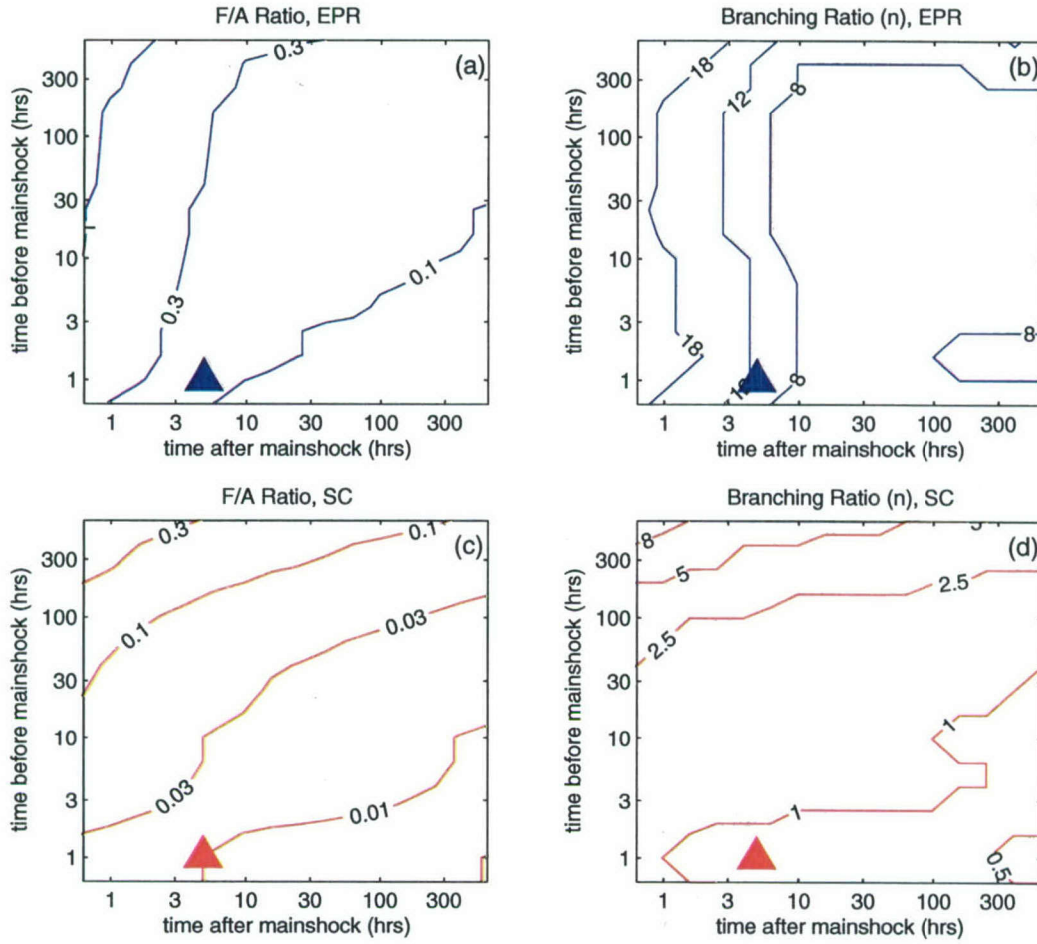 F/A Ratio, EPR
(a)
time before mainshock (hrs)
300
100
30
10
3
1
0.3
0.3
0.1
1 3 10 30 100 300
time after mainshock (hrs)
Branching Ratio (n), EPR
(b)
time before mainshock (hrs)
300
100
30
10
3
1
18
12
8
18
8
8
1 3 10 30 100 300
time after mainshock (hrs)
F/A Ratio, SC
(c)
time before mainshock (hrs)
300
100
30
10
3
1
0.3
0.1
0.1
0.03
0.03
0.01
1 3 10 30 100 300
time after mainshock (hrs)
Branching Ratio (n), SC
(d)
time before mainshock (hrs)
300
100
30
10
3
1
8
5
2.5
2.5
1
1
0.5
1 3 10 30 100 300
time after mainshock (hrs)